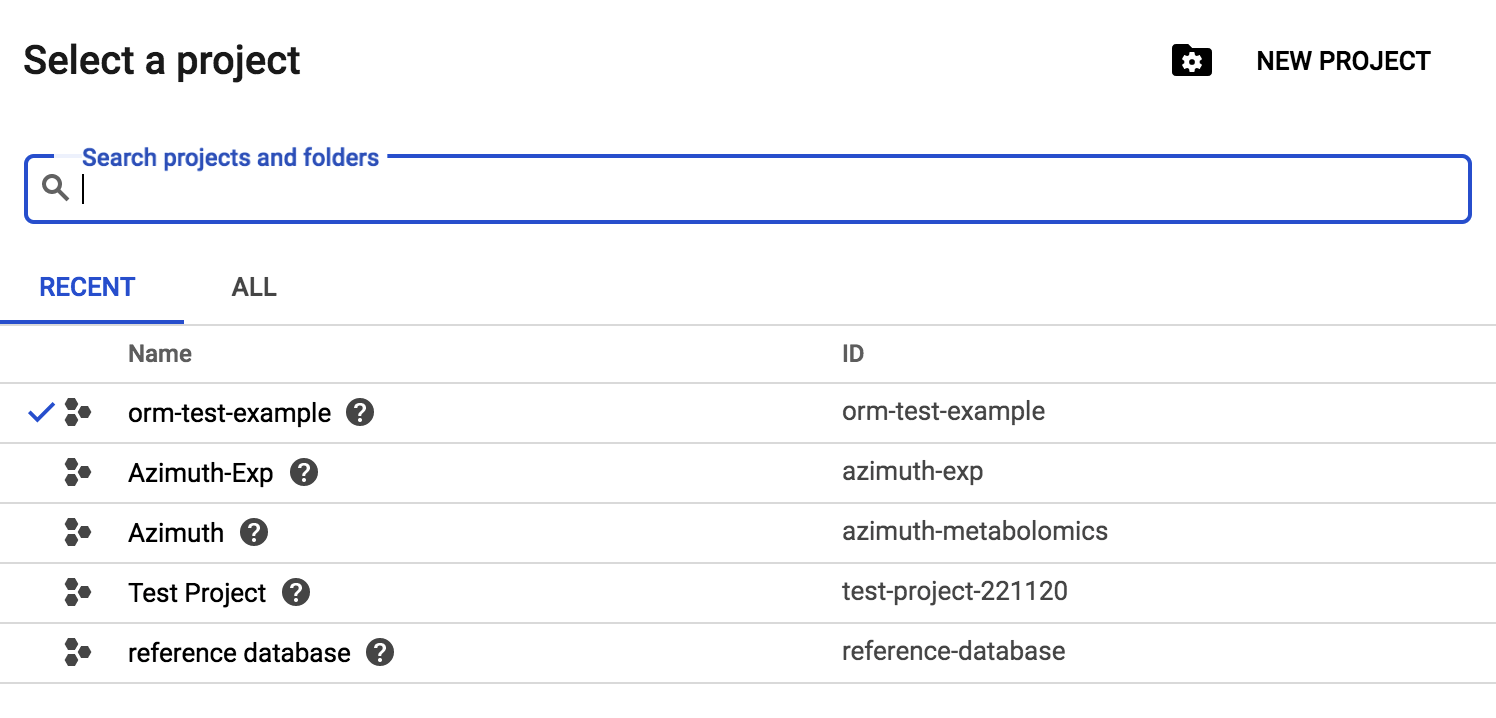 Select a project
NEW PROJECT
Search projects and folders
RECENT ALL
Name ID
orm-test-example orm-test-example
Azimuth-Exp azimuth-exp
Azimuth azimuth-metabolomics
Test Project test-project-221120
reference database reference-database